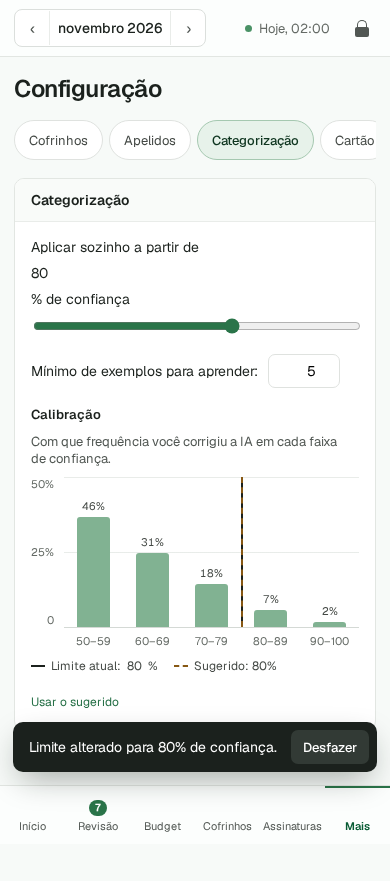 ‹ novembro 2026 ›
Hoje, 02:00
Configuração
Cofrinhos
Apelidos
Categorização
Cartão
Categorização
Aplicar sozinho a partir de
80
% de confiança
Mínimo de exemplos para aprender: 5
Calibração
Com que frequência você corrigiu a IA em cada faixa
de confiança.
50%
25%
0
46%
31%
18%
7%
2%
50–59
60–69
70–79
80–89
90–100
Limite atual: 80 %
Sugerido: 80%
Usar o sugerido
Limite alterado para 80% de confiança.
Desfazer
7
Início
Revisão
Budget
Cofrinhos
Assinaturas
Mais